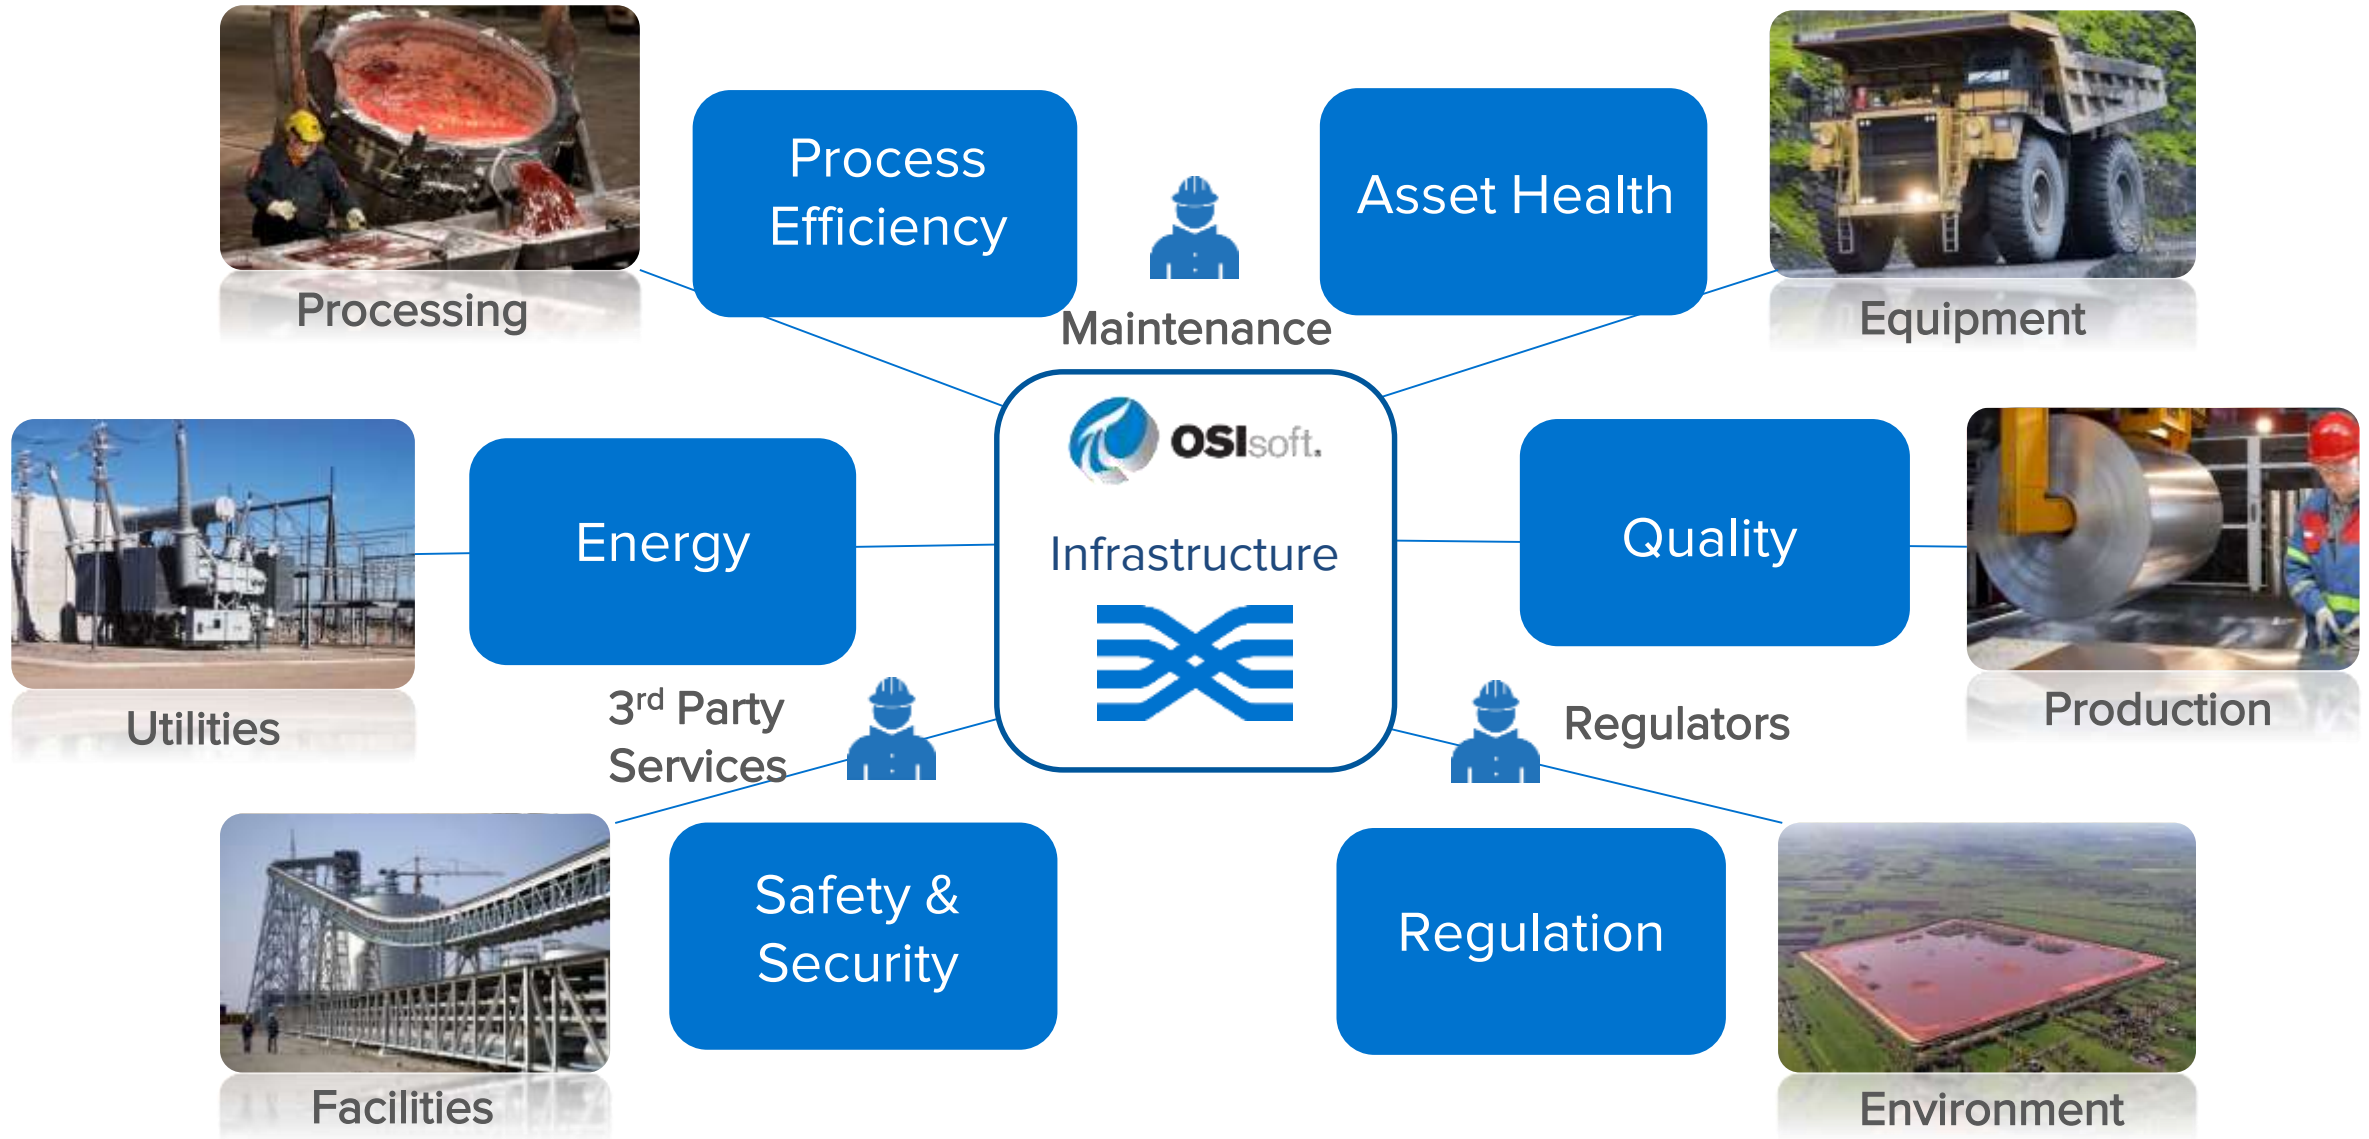 Process
Efficiency
Asset Health
Processing
Maintenance
Equipment
OSIsoft.
Infrastructure
Energy
Quality
Utilities
3rd Party
Services
Regulators
Production
Safety &
Security
Regulation
Facilities
Environment